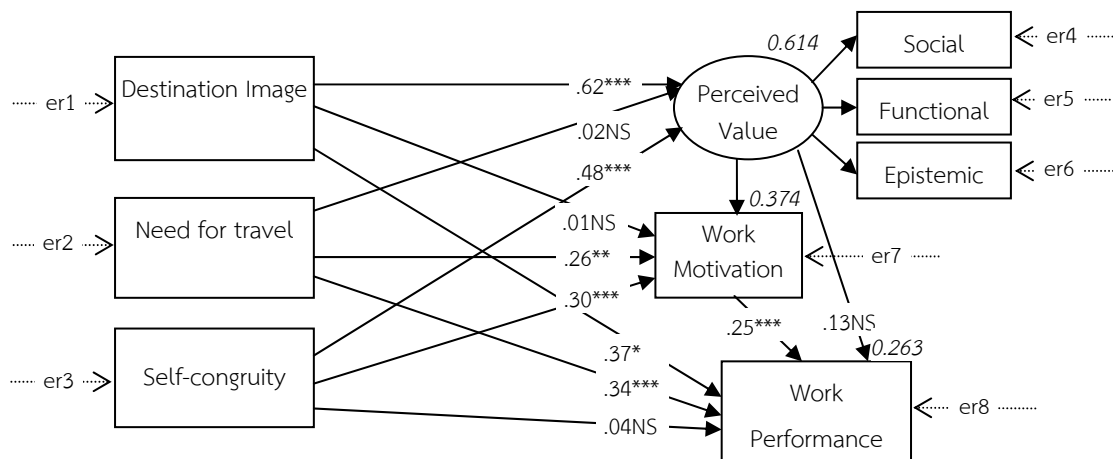 0.614
Social
er4
Destination Image
.62***
Perceived
Value
Functional
er5
er1
.02NS
Epistemic
er6
.48***
0.374
Need for travel
.01NS
Work
Motivation
er2
.26**
er7
.30***
.25***
.13NS
0.263
Self-congruity
er3
.37*
.34***
Work
Performance
er8
.04NS